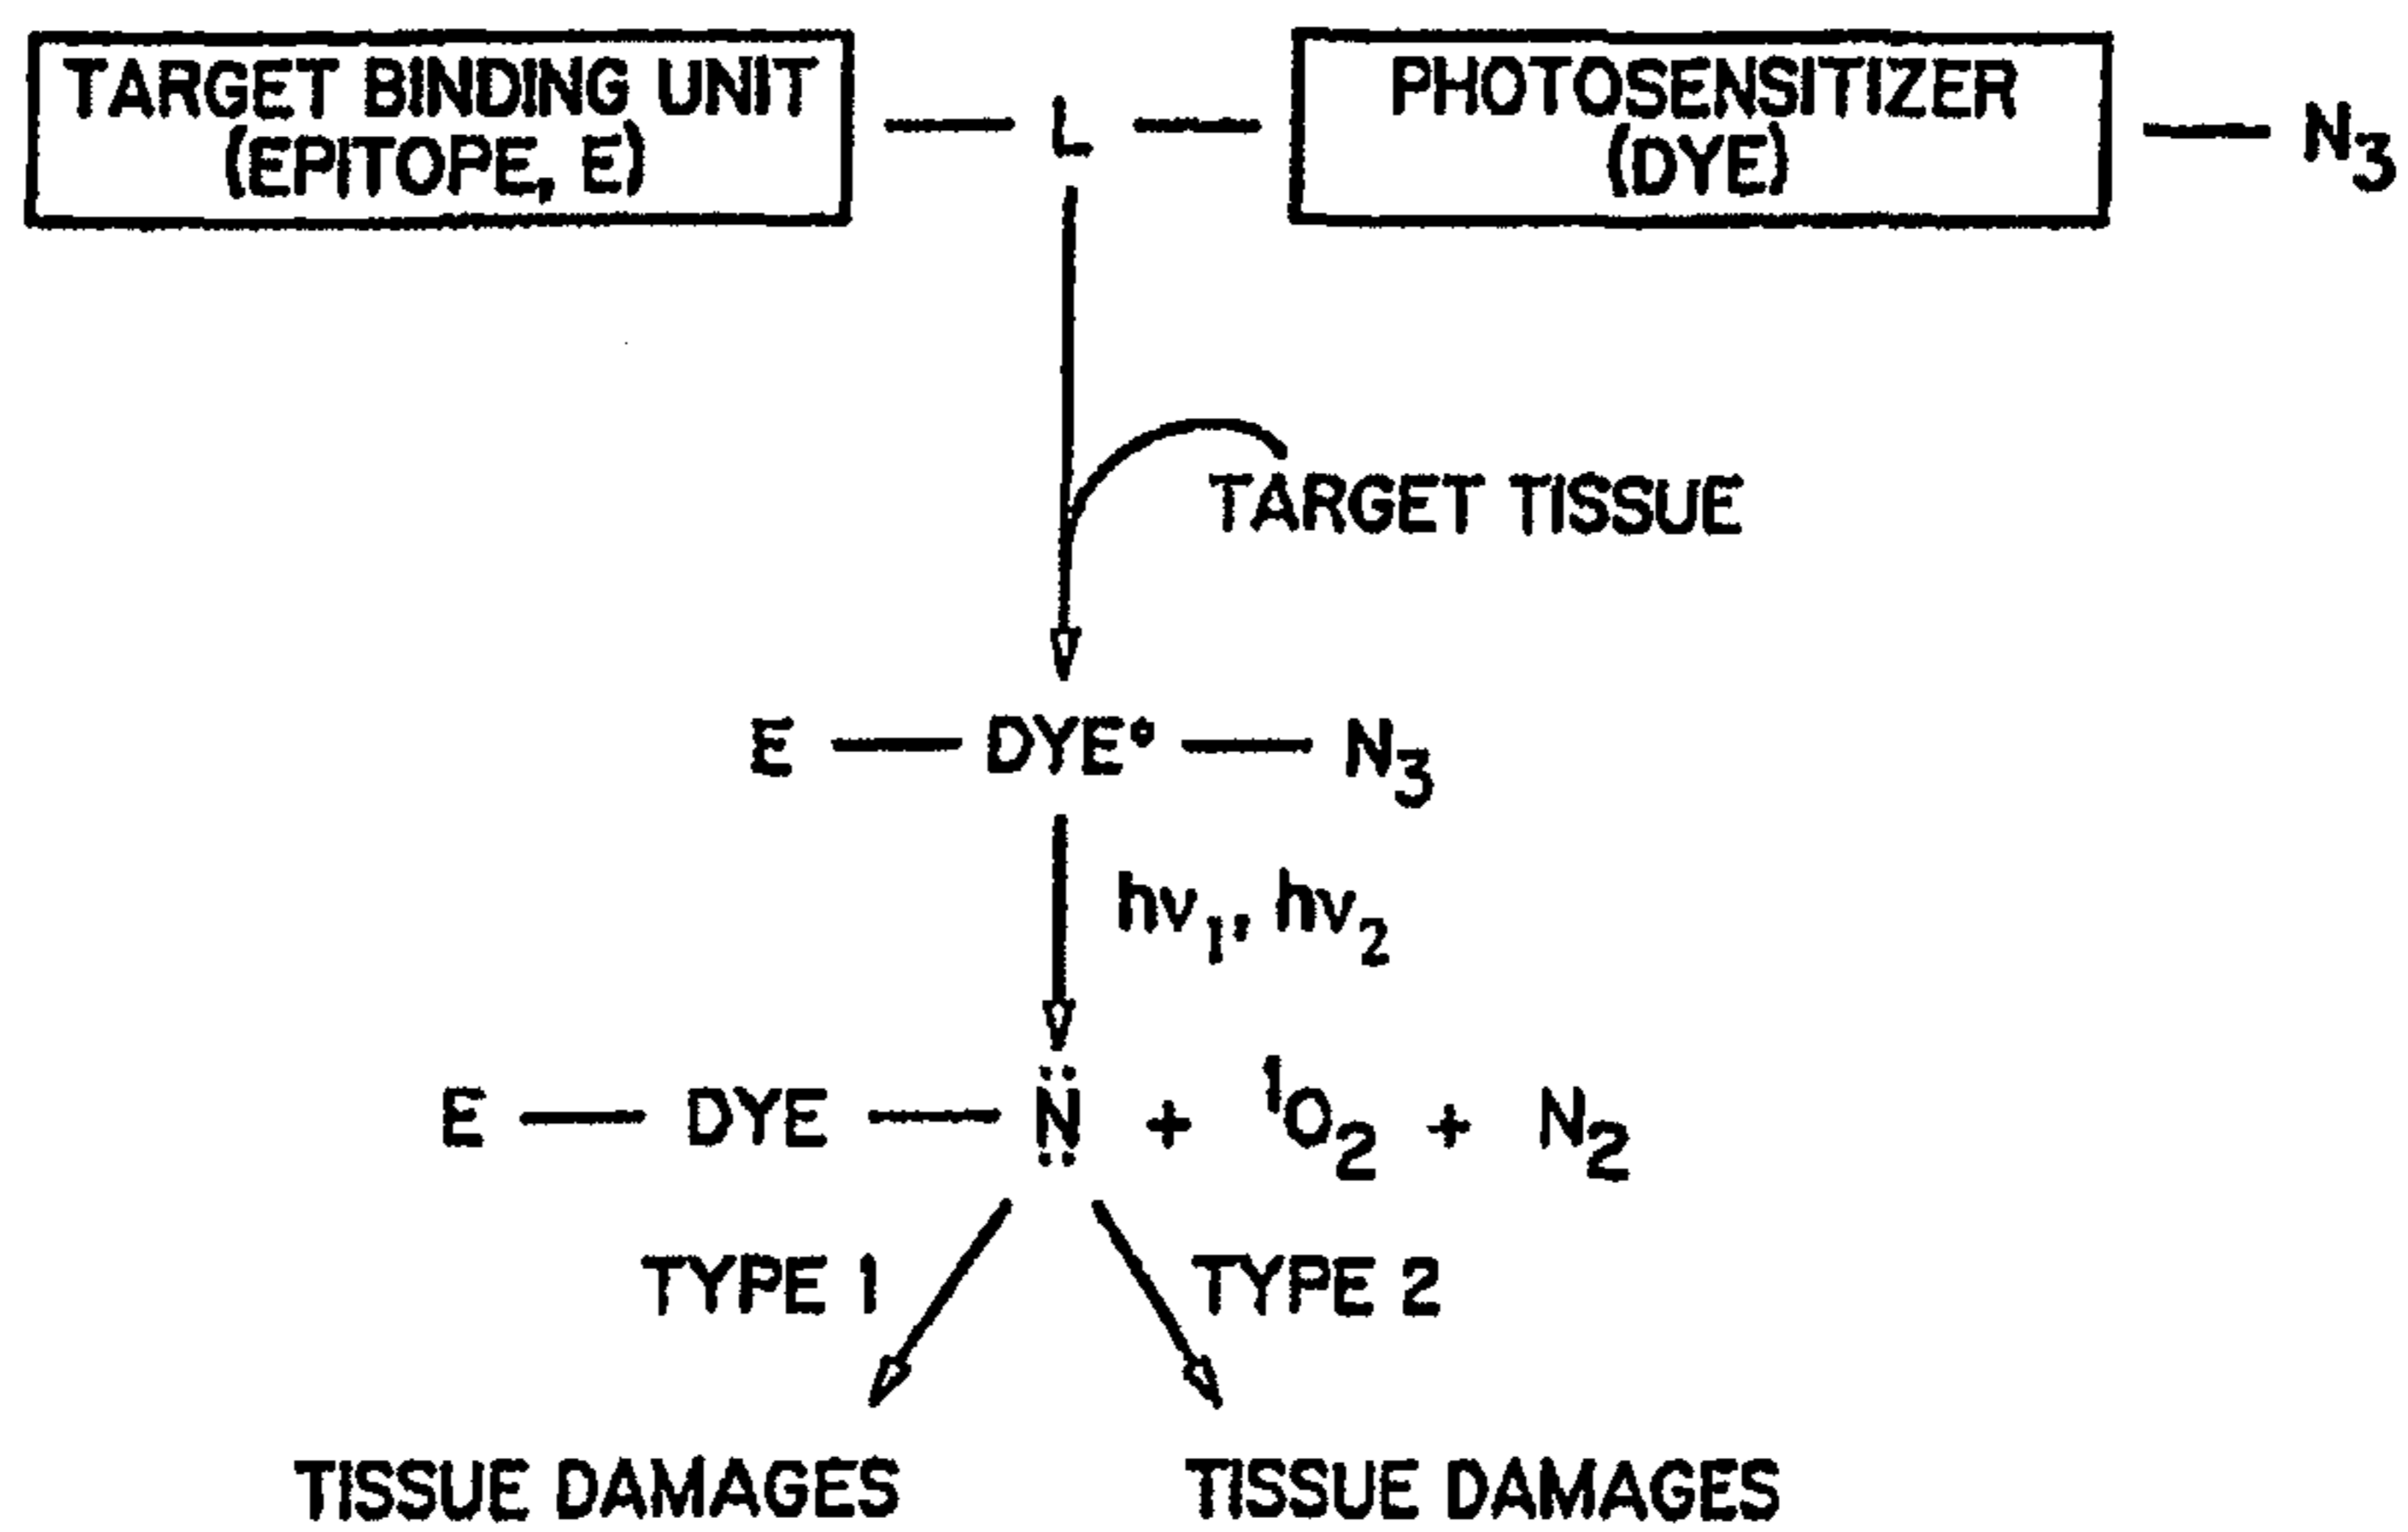 TARGET BINDING UNIT
(EPITOPE, E)
— L —
PHOTOSENSITIZER
(DYE)
— N₃
TARGET TISSUE
E — DYE° — N₃
hν₁, hν₂
E — DYE — N̈ + ¹O₂ + N₂
TYPE 1
TYPE 2
TISSUE DAMAGES
TISSUE DAMAGES